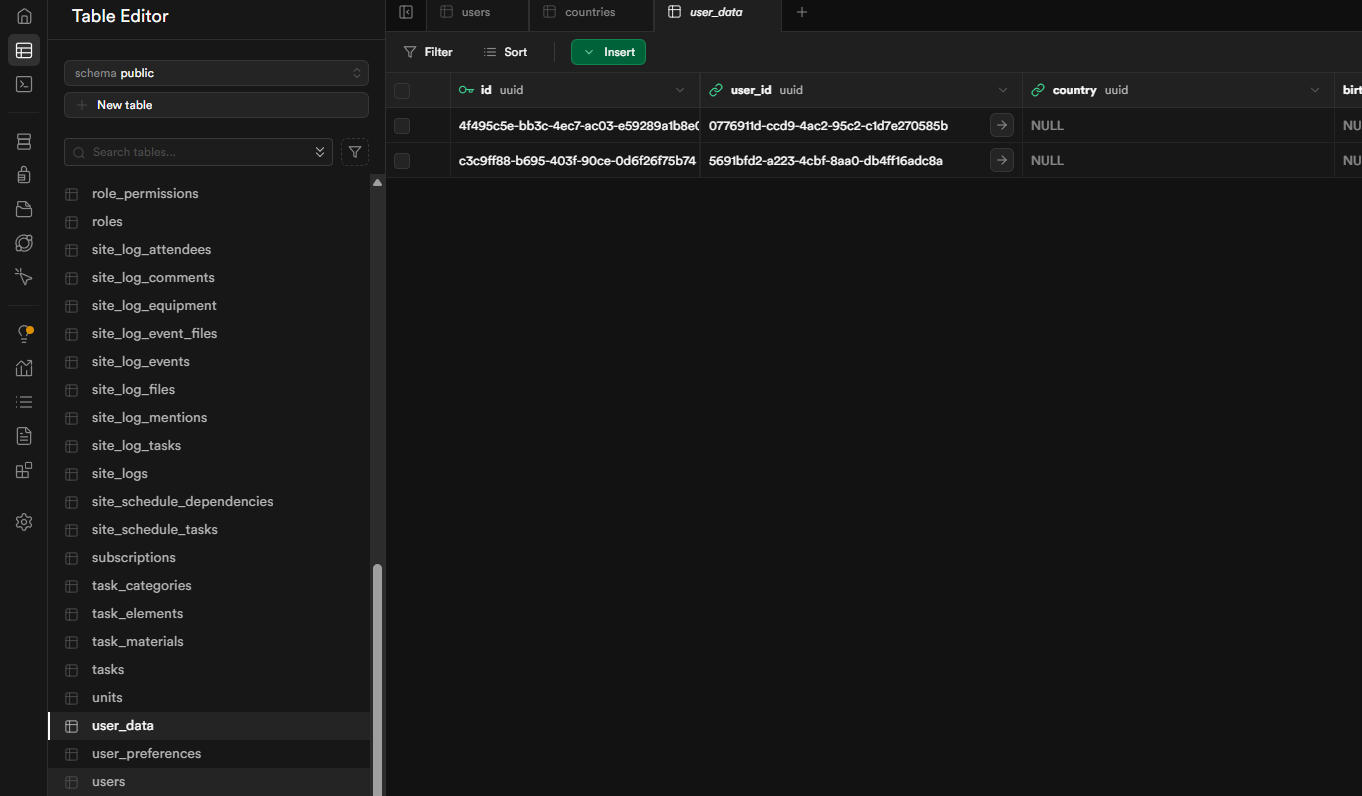 Table Editor
users
countries
user_data
schema public
New table
Search tables...
Filter
Sort
Insert
id uuid
user_id uuid
country uuid
birt
4f495c5e-bb3c-4ec7-ac03-e59289a1b8e0
0776911d-ccd9-4ac2-95c2-c1d7e270585b
NULL
NU
c3c9ff88-b695-403f-90ce-0d6f26f75b74
5691bfd2-a223-4cbf-8aa0-db4ff16adc8a
NULL
NU
role_permissions
roles
site_log_attendees
site_log_comments
site_log_equipment
site_log_event_files
site_log_events
site_log_files
site_log_mentions
site_log_tasks
site_logs
site_schedule_dependencies
site_schedule_tasks
subscriptions
task_categories
task_elements
task_materials
tasks
units
user_data
user_preferences
users